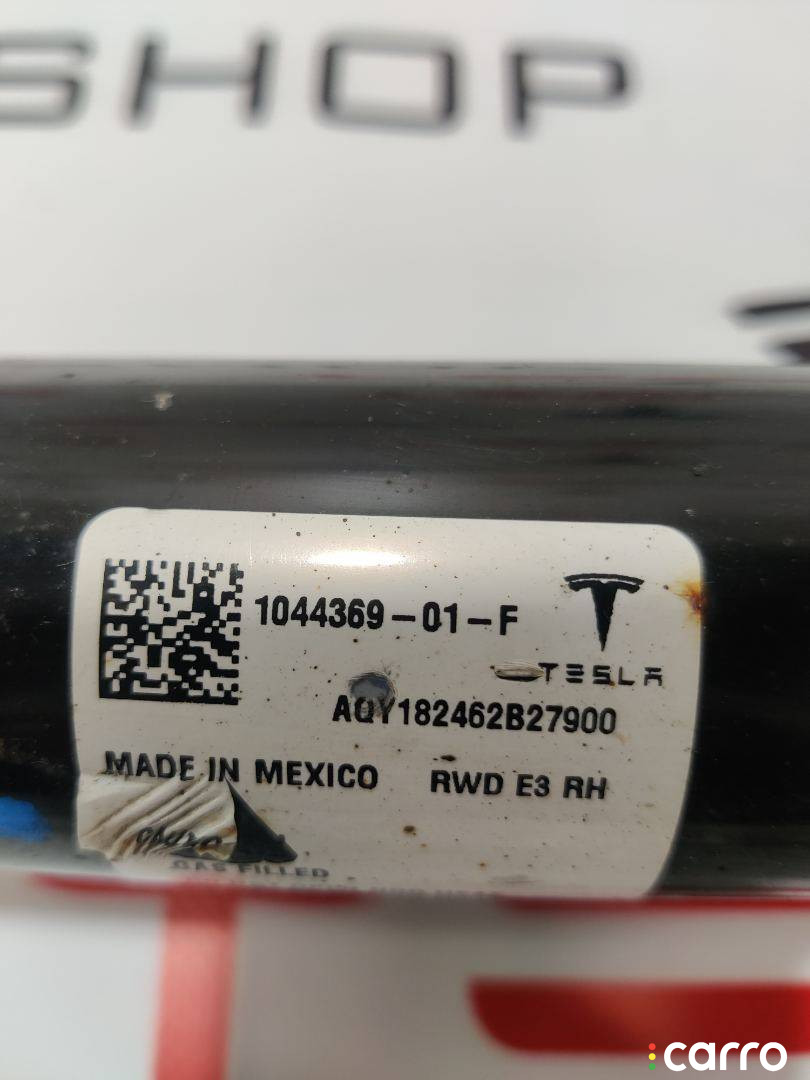 SHOP
1044369-01-F
TESLA
AQY182462B27900
MADE IN MEXICO RWD E3 RH
GAS FILLED
carro